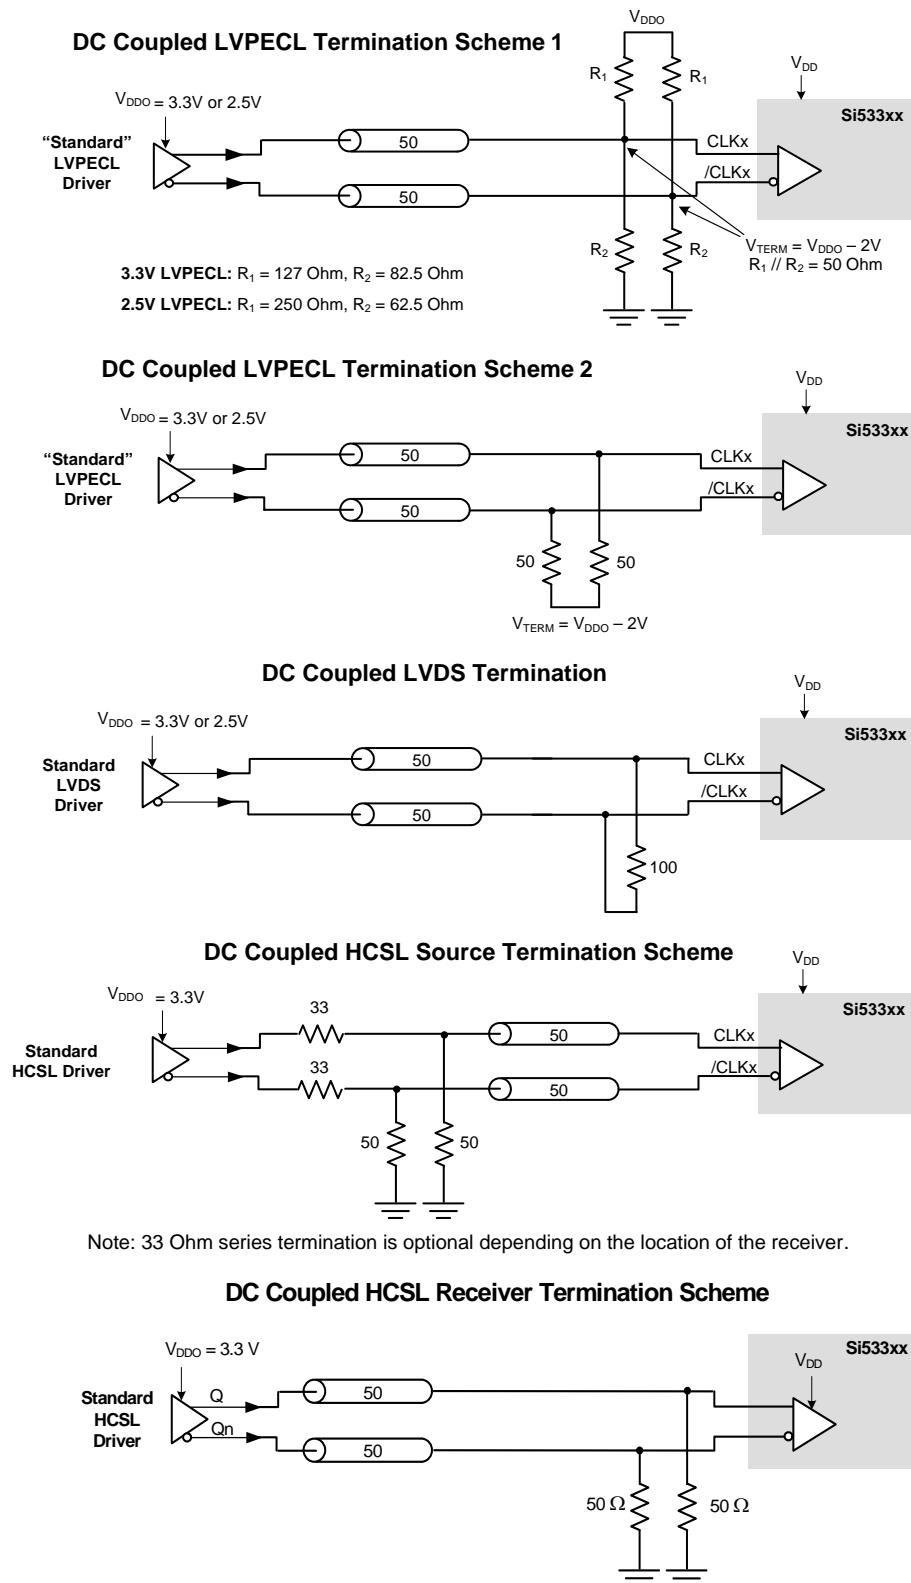 DC Coupled LVPECL Termination Scheme 1
VDDO
R1
R1
VDD
VDDO = 3.3V or 2.5V
Si533xx
“Standard”
LVPECL
Driver
50
CLKx
50
/CLKx
R2
R2
VTERM = VDDO – 2V
R1 // R2 = 50 Ohm
3.3V LVPECL: R1 = 127 Ohm, R2 = 82.5 Ohm
2.5V LVPECL: R1 = 250 Ohm, R2 = 62.5 Ohm
DC Coupled LVPECL Termination Scheme 2
VDD
VDDO = 3.3V or 2.5V
Si533xx
“Standard”
LVPECL
Driver
50
CLKx
50
/CLKx
50
50
VTERM = VDDO – 2V
DC Coupled LVDS Termination
VDD
VDDO = 3.3V or 2.5V
Si533xx
Standard
LVDS
Driver
50
CLKx
50
/CLKx
100
DC Coupled HCSL Source Termination Scheme
VDD
VDDO = 3.3V
Si533xx
33
Standard
HCSL Driver
50
CLKx
33
50
/CLKx
50
50
Note: 33 Ohm series termination is optional depending on the location of the receiver.
DC Coupled HCSL Receiver Termination Scheme
VDDO = 3.3 V
Si533xx
VDD
Standard
HCSL
Driver
Q
50
Qn
50
50 Ω
50 Ω